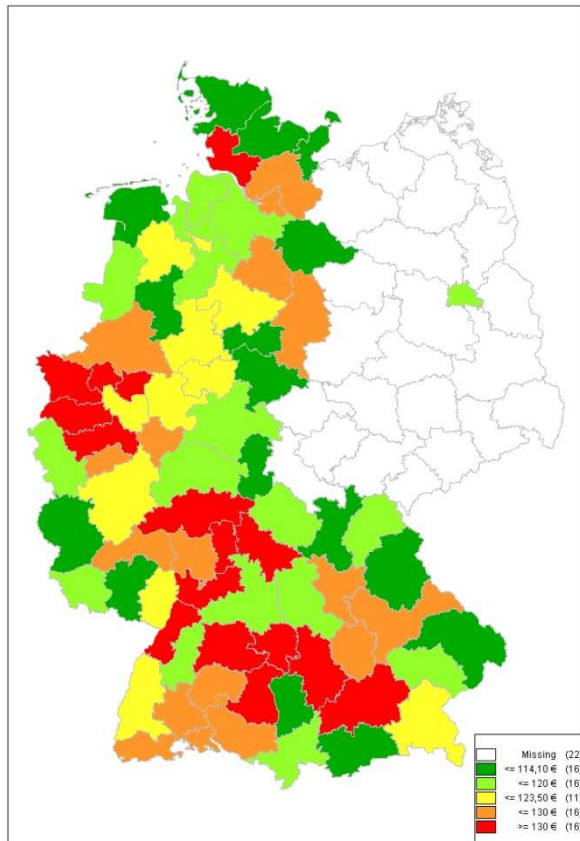 Missing (22)
<= 114,10 € (16)
<= 120 € (16)
<= 123,50 € (11)
<= 130 € (16)
>= 130 € (16)